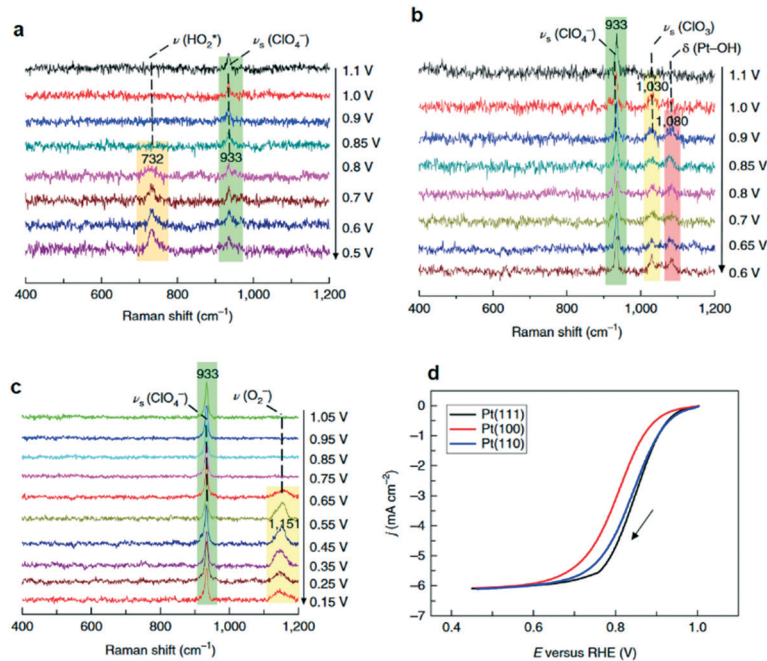 a
ν (HO₂*)
νₛ (ClO₄⁻)
1.1 V
1.0 V
0.9 V
0.85 V
732
933
0.8 V
0.7 V
0.6 V
0.5 V
400 600 800 1,000 1,200
Raman shift (cm⁻¹)
b
933
νₛ (ClO₃)
νₛ (ClO₄⁻)
δ (Pt–OH)
1.1 V
1,030
1.0 V
1,080
0.9 V
0.85 V
0.8 V
0.7 V
0.65 V
0.6 V
400 600 800 1,000 1,200
Raman shift (cm⁻¹)
c
933
νₛ (ClO₄⁻)
ν (O₂⁻)
1.05 V
0.95 V
0.85 V
0.75 V
0.65 V
0.55 V
1,151
0.45 V
0.35 V
0.25 V
0.15 V
400 600 800 1,000 1,200
Raman shift (cm⁻¹)
d
Pt(111)
Pt(100)
Pt(110)
0
−1
−2
−3
−4
−5
−6
−7
j (mA cm⁻²)
0.4 0.6 0.8 1.0
E versus RHE (V)